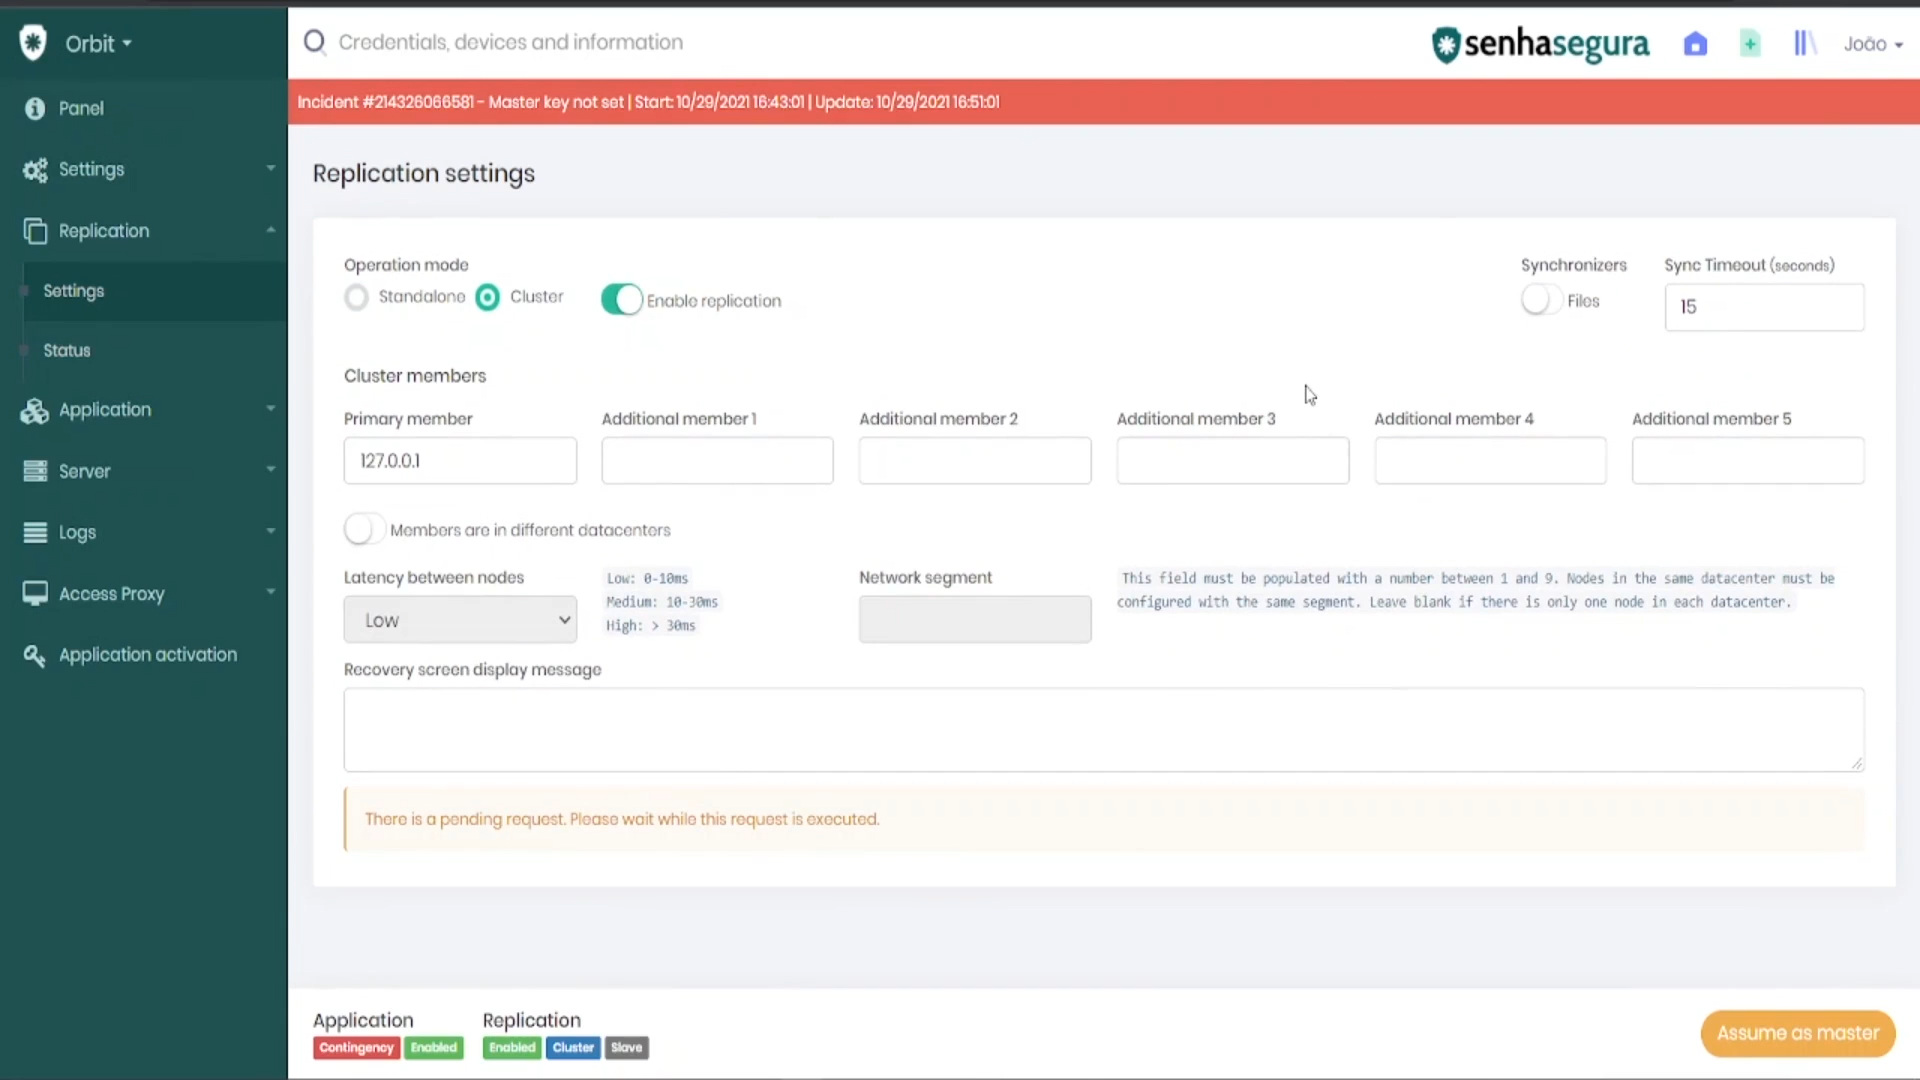 Orbit
Credentials, devices and information
senhasegura
João
Incident #214326066581 - Master key not set | Start: 10/29/2021 16:43:01 | Update: 10/29/2021 16:51:01
Panel
Settings
Replication
Settings
Status
Application
Server
Logs
Access Proxy
Application activation
Replication settings
Operation mode
Standalone
Cluster
Enable replication
Synchronizers
Files
Sync Timeout (seconds)
15
Cluster members
Primary member
Additional member 1
Additional member 2
Additional member 3
Additional member 4
Additional member 5
127.0.0.1
Members are in different datacenters
Latency between nodes
Low
Low: 0-10ms
Medium: 10-30ms
High: > 30ms
Network segment
This field must be populated with a number between 1 and 9. Nodes in the same datacenter must be
configured with the same segment. Leave blank if there is only one node in each datacenter.
Recovery screen display message
There is a pending request. Please wait while this request is executed.
Application
Contingency
Enabled
Replication
Enabled
Cluster
Slave
Assume as master